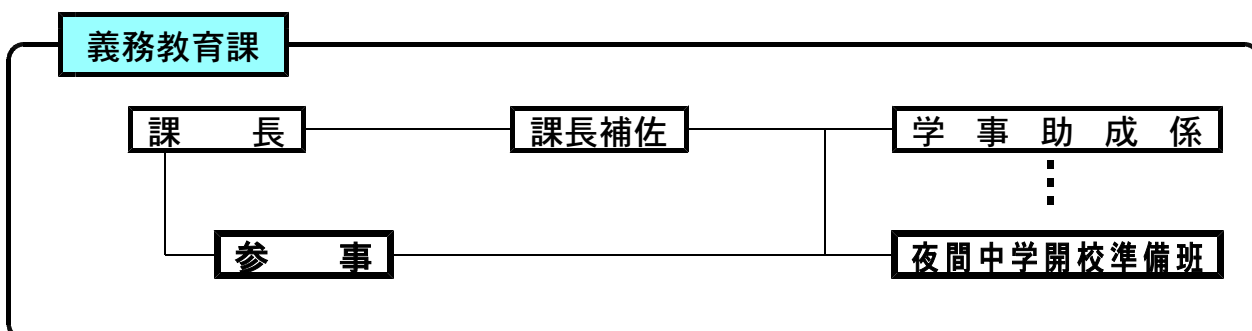 義務教育課
課長
課長補佐
学事助成係
参事
夜間中学開校準備班